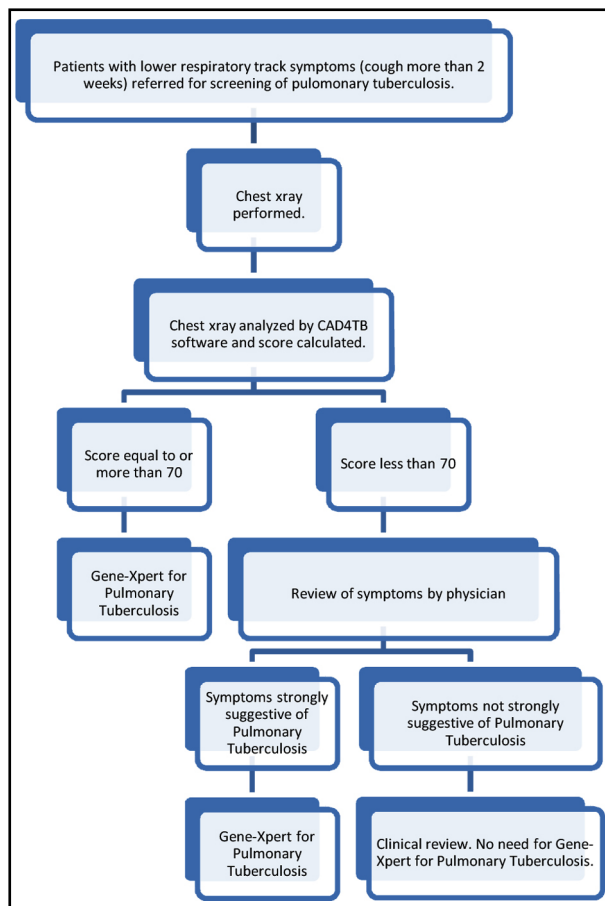 Patients with lower respiratory track symptoms (cough more than 2
weeks) referred for screening of pulomonary tuberculosis.
Chest xray
performed.
Chest xray analyzed by CAD4TB
software and score calculated.
Score equal to or
more than 70
Score less than 70
Gene-Xpert for
Pulmonary
Tuberculosis
Review of symptoms by physician
Symptoms strongly
suggestive of
Pulmonary
Tuberculosis
Symptoms not strongly
suggestive of Pulmonary
Tuberculosis
Gene-Xpert for
Pulmonary
Tuberculosis
Clinical review. No need for Gene-
Xpert for Pulmonary Tuberculosis.